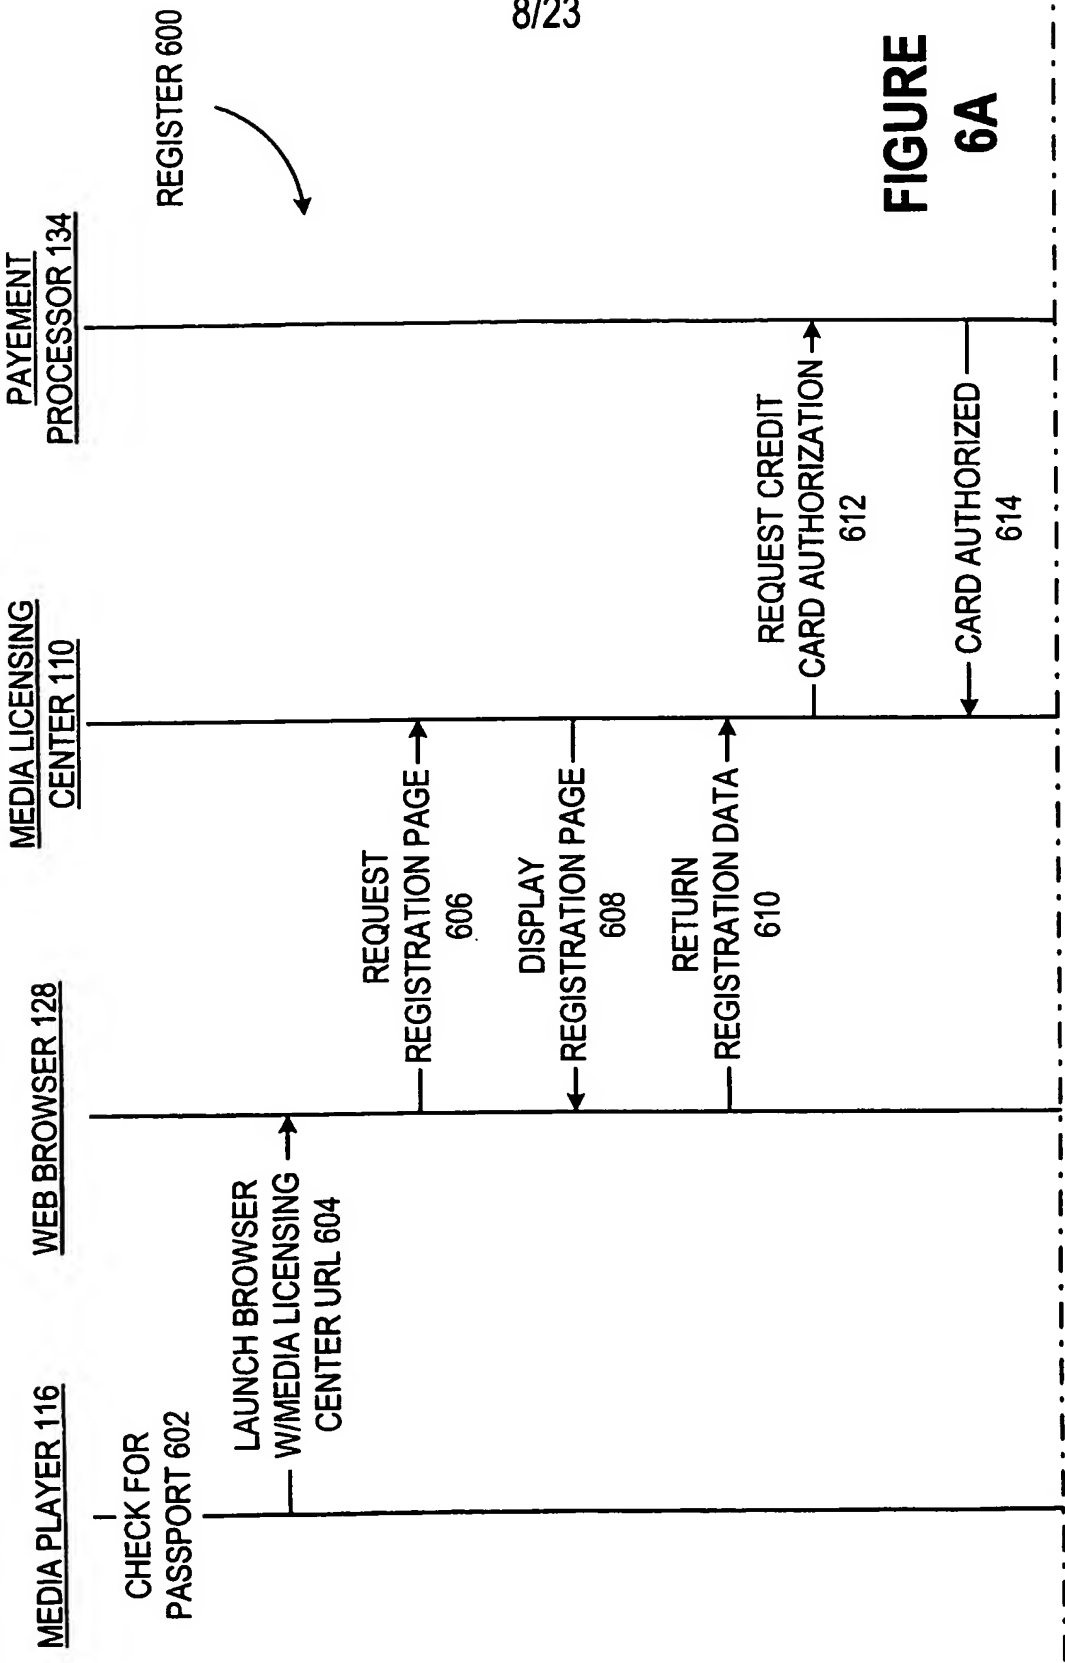 8/23
MEDIA PLAYER 116
WEB BROWSER 128
MEDIA LICENSING
CENTER 110
PAYEMENT
PROCESSOR 134
REGISTER 600
CHECK FOR
PASSPORT 602
LAUNCH BROWSER
W/MEDIA LICENSING
CENTER URL 604
REQUEST
REGISTRATION PAGE
606
DISPLAY
REGISTRATION PAGE
608
RETURN
REGISTRATION DATA
610
REQUEST CREDIT
CARD AUTHORIZATION
612
CARD AUTHORIZED
614
FIGURE
6A